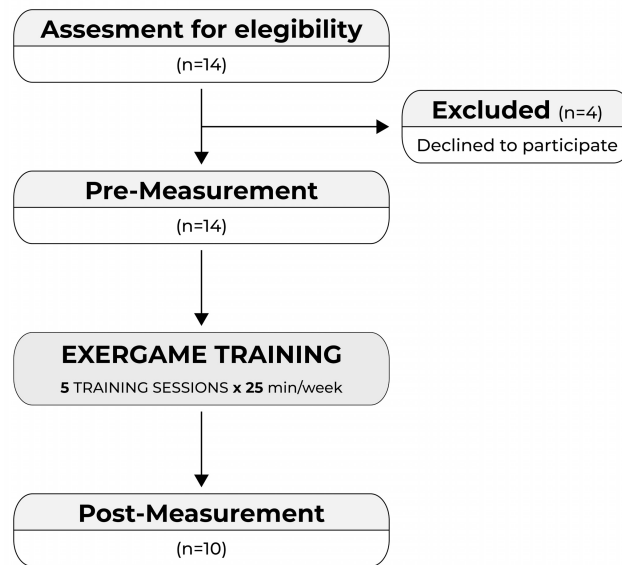 Assesment for elegibility
(n=14)
Excluded (n=4)
Declined to participate
Pre-Measurement
(n=14)
EXERGAME TRAINING
5 TRAINING SESSIONS x 25 min/week
Post-Measurement
(n=10)